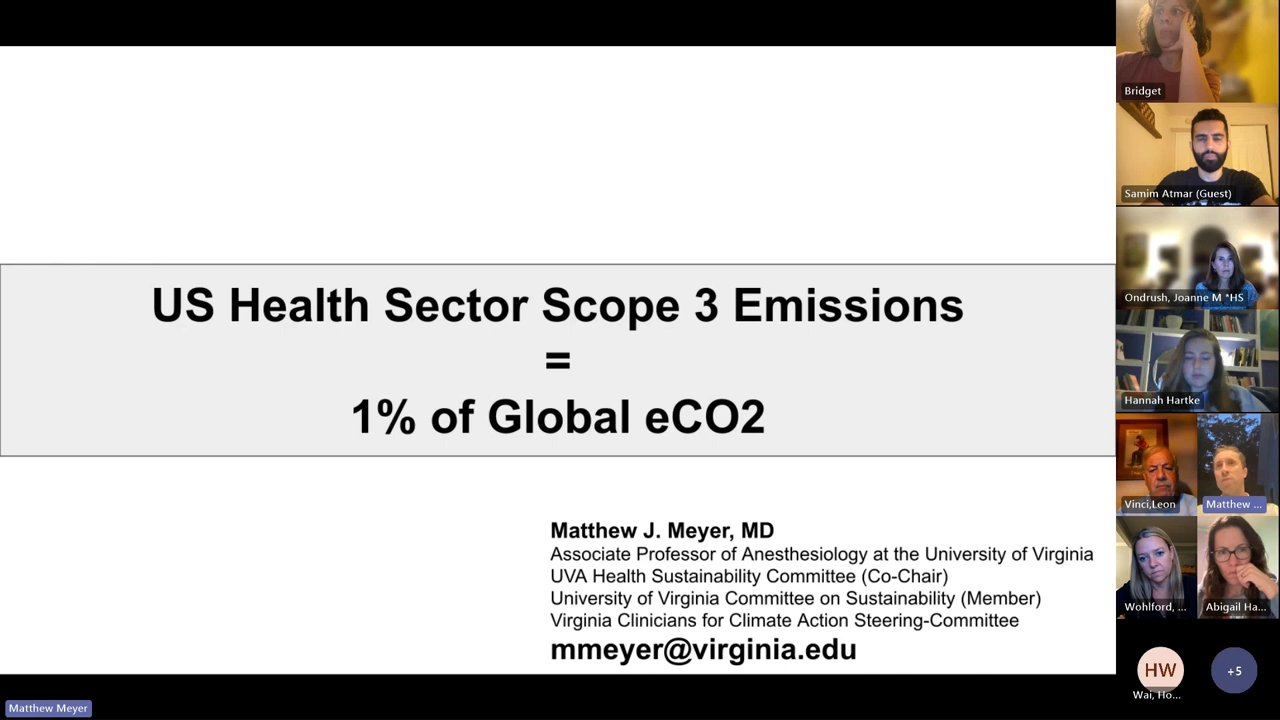 US Health Sector Scope 3 Emissions
=
1% of Global eCO2
Matthew J. Meyer, MD
Associate Professor of Anesthesiology at the University of Virginia
UVA Health Sustainability Committee (Co-Chair)
University of Virginia Committee on Sustainability (Member)
Virginia Clinicians for Climate Action Steering-Committee
mmeyer@virginia.edu
Matthew Meyer
Bridget
Samim Atmar (Guest)
Ondrush, Joanne M *HS
Hannah Hartke
Vinci,Leon
Matthew ...
Wohlford, ...
Abigail Ha...
HW
Wai, Ho...
+5